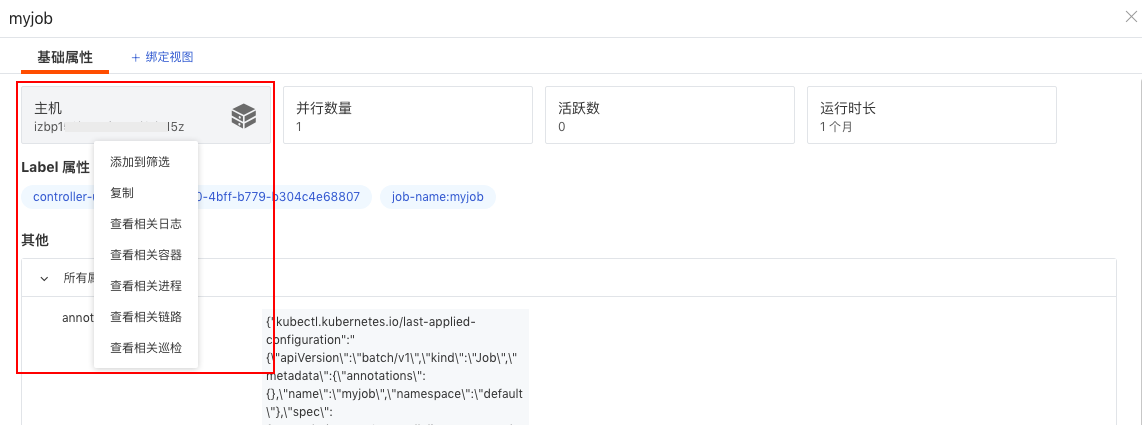 myjob
基础属性
+ 绑定视图
主机
izbp1 l5z
并行数量
1
活跃数
0
运行时长
1 个月
Label 属性
controller- 0-4bff-b779-b304c4e68807
job-name:myjob
添加到筛选
复制
查看相关日志
查看相关容器
查看相关进程
查看相关链路
查看相关巡检
其他
所有
annot
{"kubectl.kubernetes.io/last-applied-
configuration":"
{\"apiVersion\":\"batch/v1\",\"kind\":\"Job\",\"
metadata\":{\"annotations\":
{},\"name\":\"myjob\",\"namespace\":\"default
\"},\"spec\":